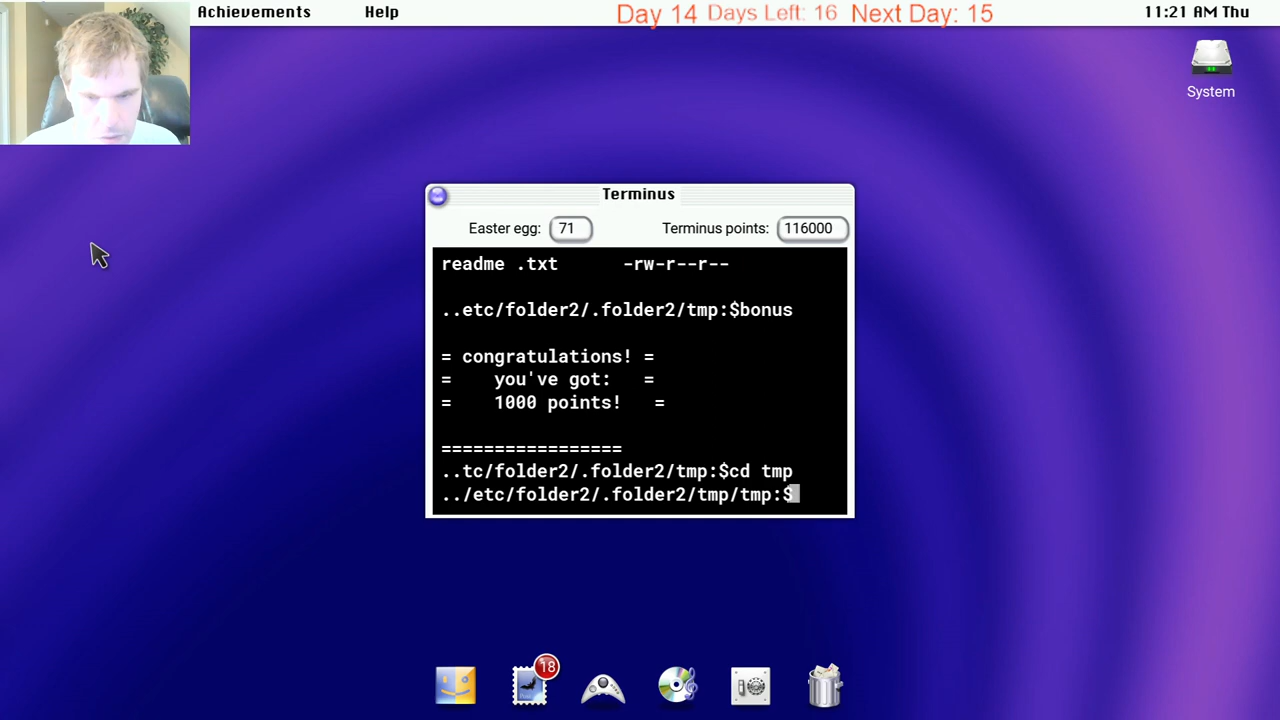 Achievements Help Day 14 Days Left: 16 Next Day: 15 11:21 AM Thu
System
Terminus
Easter egg: 71 Terminus points: 116000
readme .txt -rw-r--r--
..etc/folder2/.folder2/tmp:$bonus
= congratulations! =
= you've got: =
= 1000 points! =
=================
..tc/folder2/.folder2/tmp:$cd tmp
../etc/folder2/.folder2/tmp/tmp:$
18